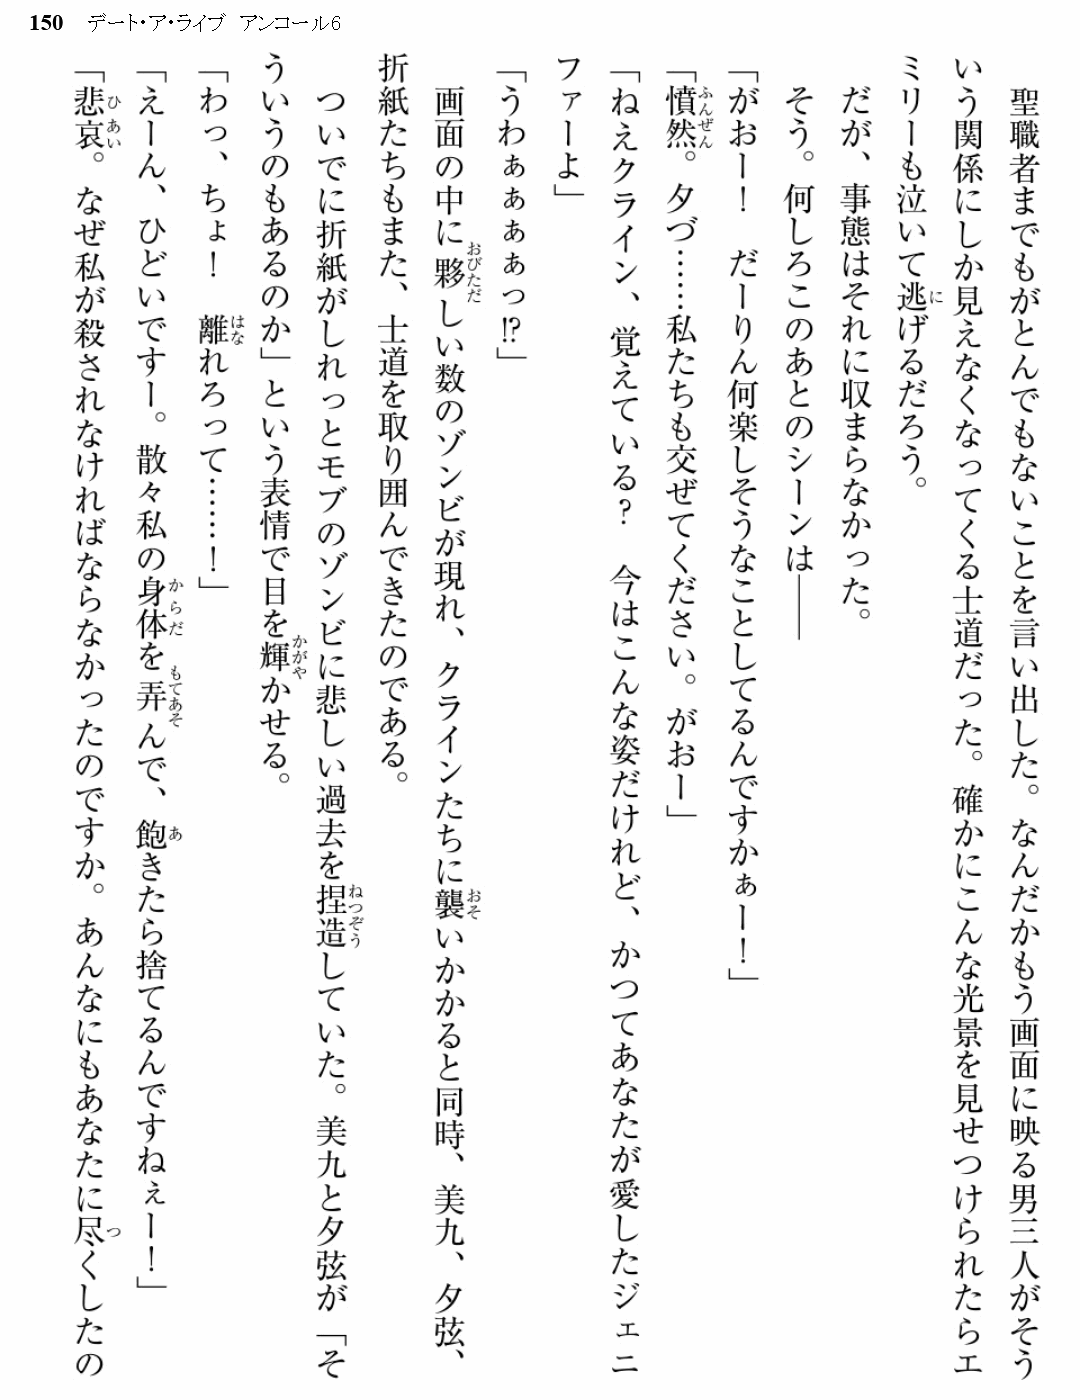 150 デート・ア・ライブ アンコール6
　聖職者までもがとんでもないことを言い出した。なんだかもう画面に映る男三人がそう
いう関係にしか見えなくなってくる士道だった。確かにこんな光景を見せつけられたらエ
ミリーも泣いて逃げるだろう。
　だが、事態はそれに収まらなかった。
　そう。何しろこのあとのシーンは――
「がおー！　だーりん何楽しそうなことしてるんですかぁー！」
「憤然。夕づ……私たちも交ぜてください。がおー」
「ねえクライン、覚えている？　今はこんな姿だけれど、かつてあなたが愛したジェニ
ファーよ」
「うわぁぁぁぁっ!?」
　画面の中に夥しい数のゾンビが現れ、クラインたちに襲いかかると同時、美九、夕弦、
折紙たちもまた、士道を取り囲んできたのである。
　ついでに折紙がしれっとモブのゾンビに悲しい過去を捏造していた。美九と夕弦が「そ
ういうのもあるのか」という表情で目を輝かせる。
「わっ、ちょ！　離れろって……！」
「えーん、ひどいですー。散々私の身体を弄んで、飽きたら捨てるんですねぇー！」
「悲哀。なぜ私が殺されなければならなかったのですか。あんなにもあなたに尽くしたの